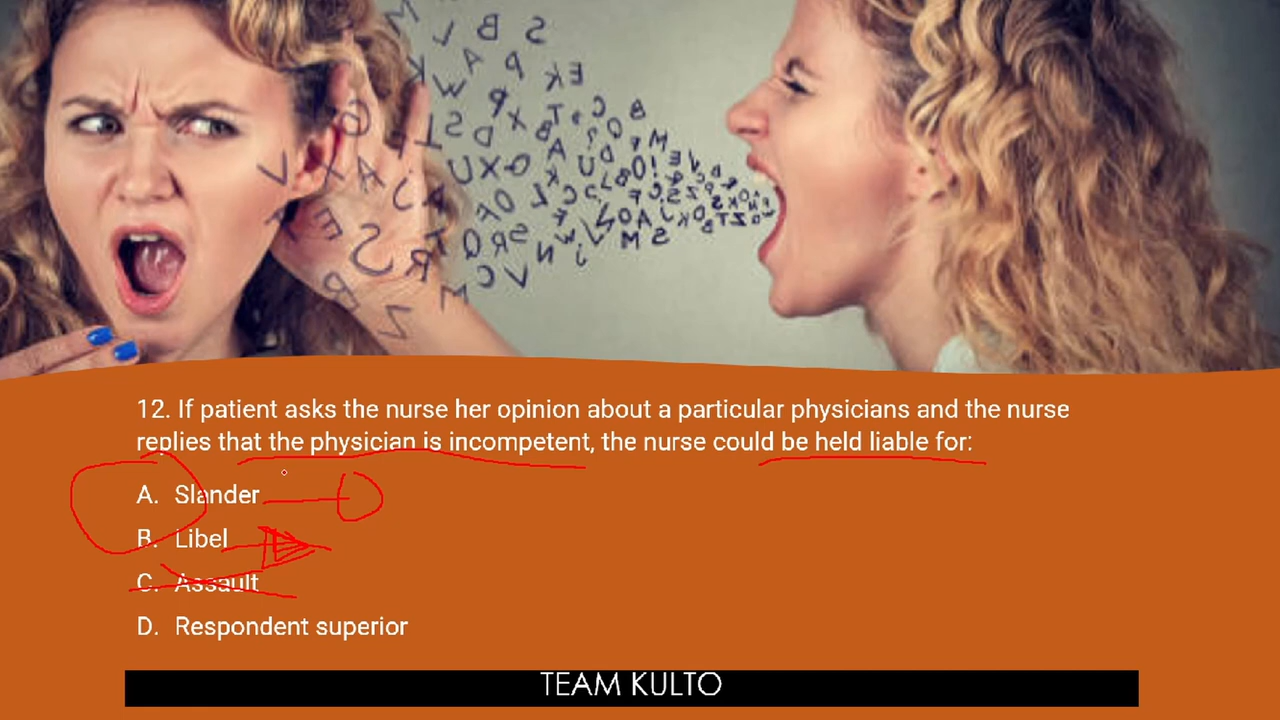 12. If patient asks the nurse her opinion about a particular physicians and the nurse
replies that the physician is incompetent, the nurse could be held liable for:
A. Slander
B. Libel
C. Assault
D. Respondent superior
TEAM KULTO